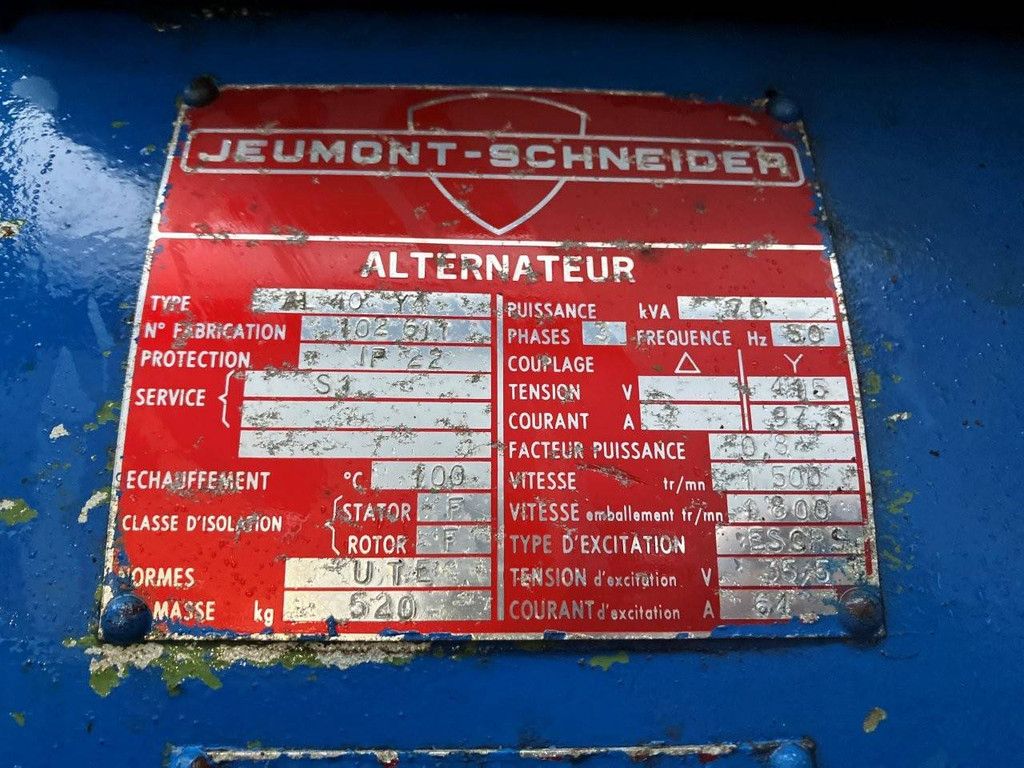 JEUMONT-SCHNEIDER
ALTERNATEUR
TYPE
N° FABRICATION 102 611
PROTECTION IP 22
SERVICE S1
ECHAUFFEMENT °C 100
CLASSE D'ISOLATION STATOR F
ROTOR F
NORMES UTE
MASSE kg 520
PUISSANCE kVA 70
PHASES 3 FREQUENCE Hz 50
COUPLAGE Δ Y
TENSION V 415
COURANT A 97,5
FACTEUR PUISSANCE 0,8
VITESSE tr/mn 1 500
VITESSE emballement tr/mn 1 800
TYPE D'EXCITATION
TENSION d'excitation V 35,5
COURANT d'excitation A 64